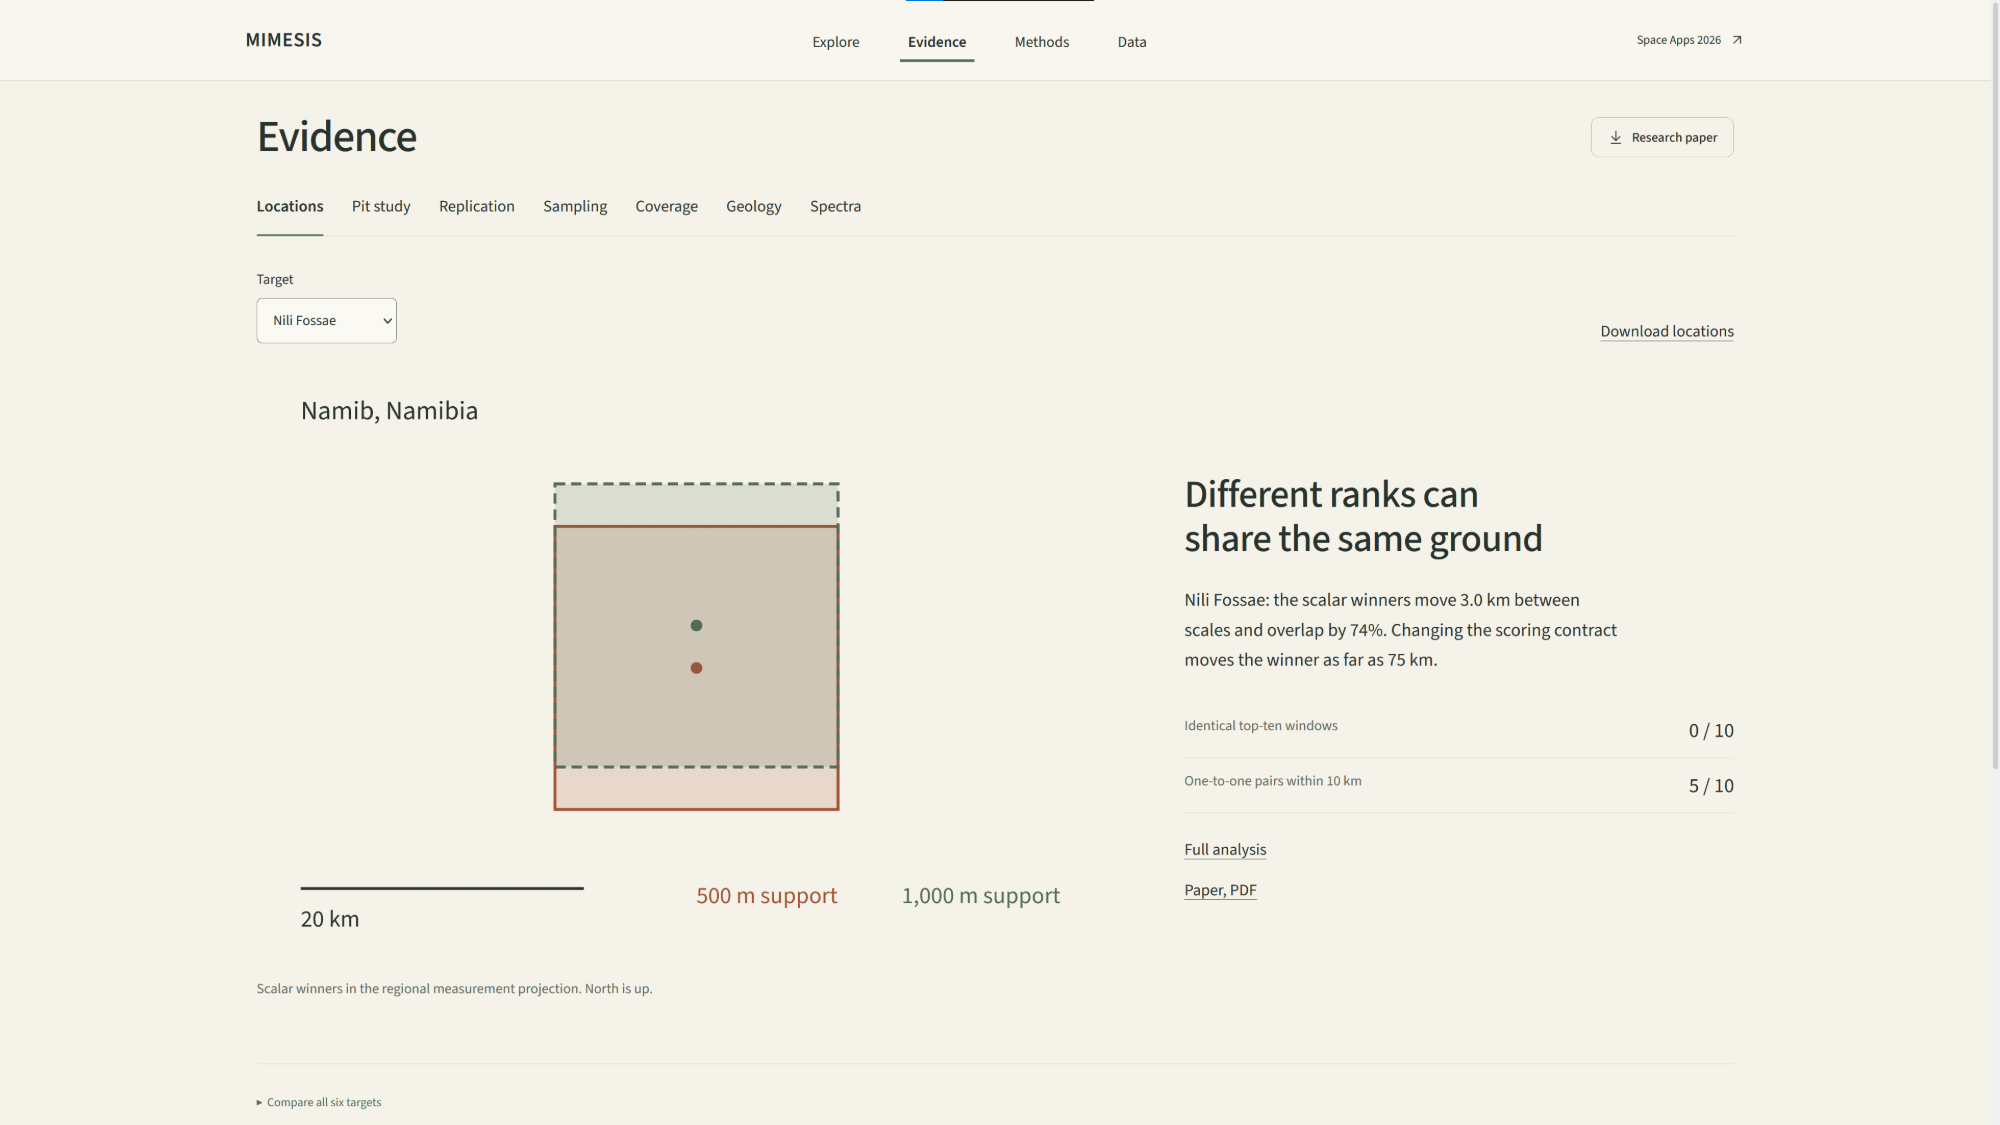 MIMESIS
Explore
Evidence
Methods
Data
Space Apps 2026
Evidence
Research paper
Locations
Pit study
Replication
Sampling
Coverage
Geology
Spectra
Target
Nili Fossae
Download locations
Namib, Namibia
Different ranks can
share the same ground
Nili Fossae: the scalar winners move 3.0 km between
scales and overlap by 74%. Changing the scoring contract
moves the winner as far as 75 km.
Identical top-ten windows
0 / 10
One-to-one pairs within 10 km
5 / 10
Full analysis
Paper, PDF
20 km
500 m support
1,000 m support
Scalar winners in the regional measurement projection. North is up.
Compare all six targets